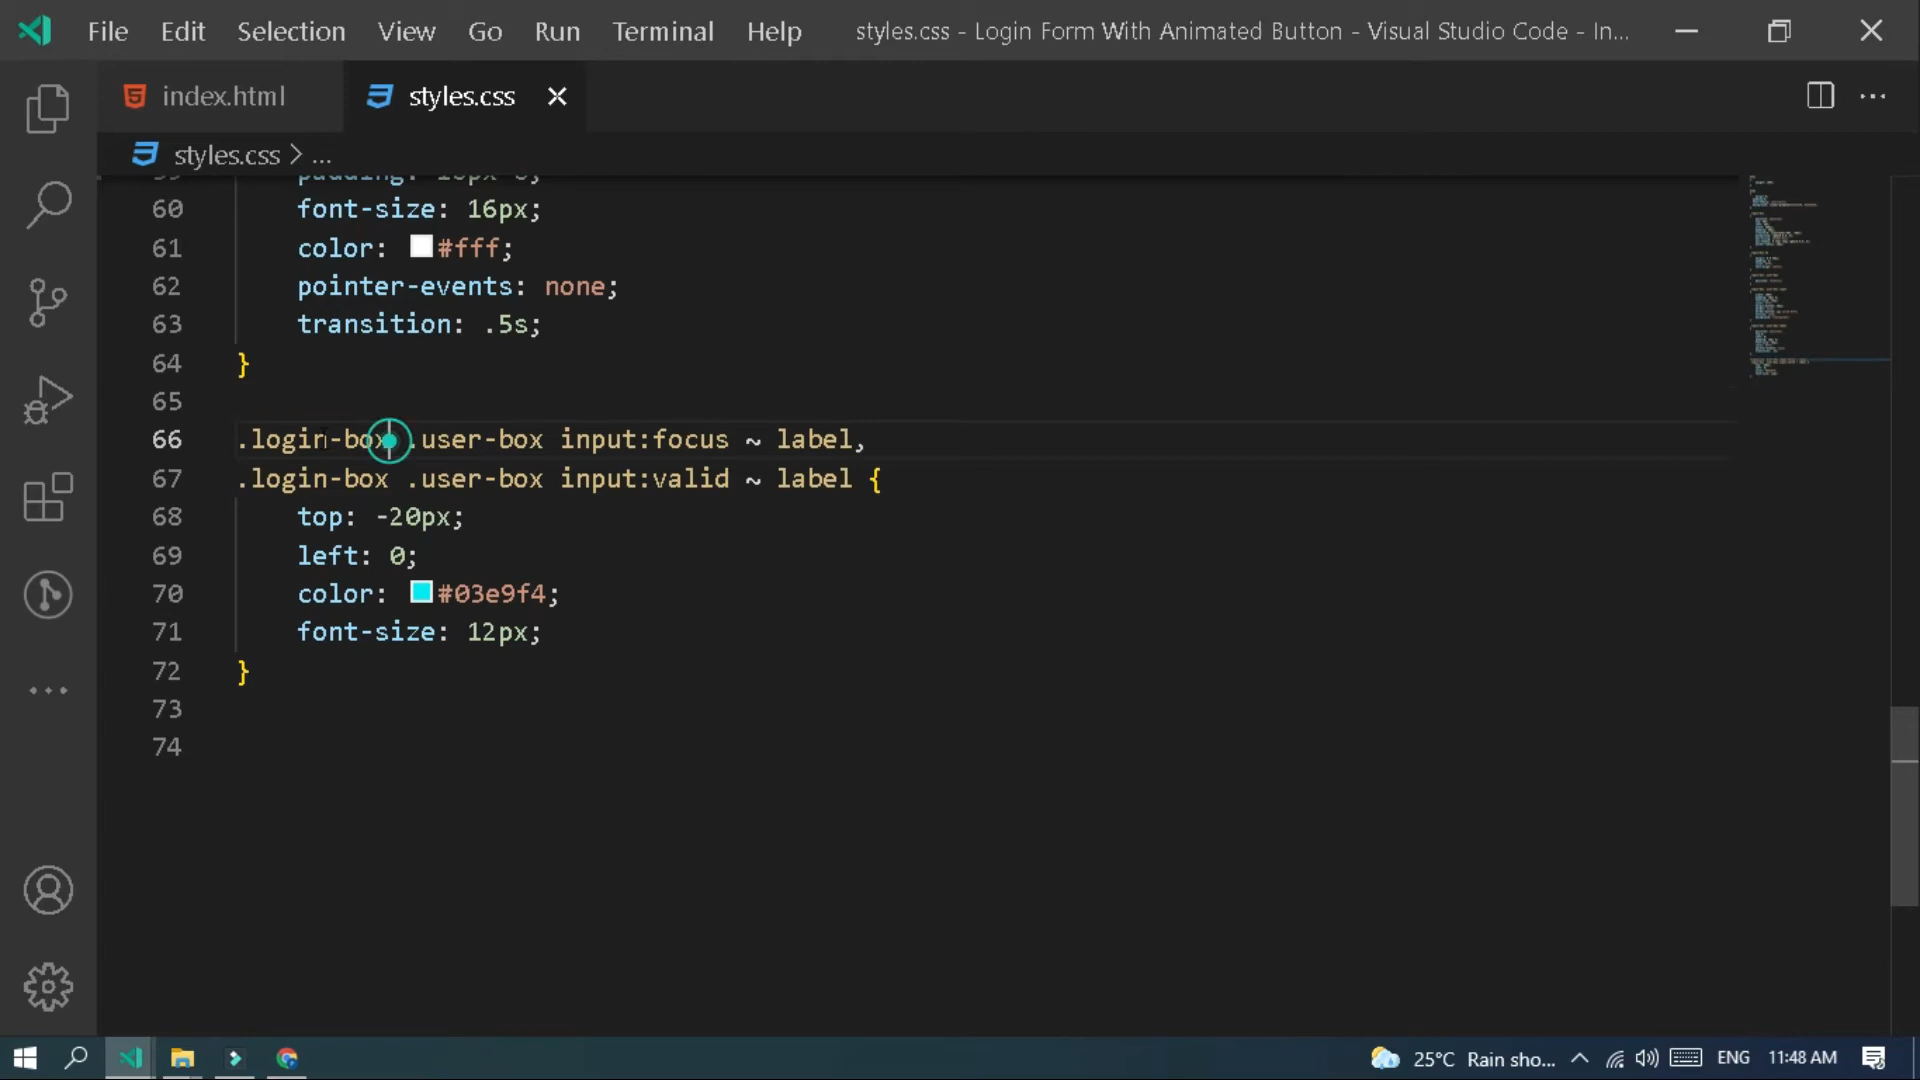 File Edit Selection View Go Run Terminal Help styles.css - Login Form With Animated Button - Visual Studio Code - In...
index.html styles.css
styles.css > ...
60 font-size: 16px;
61 color: #fff;
62 pointer-events: none;
63 transition: .5s;
64 }
65
66 .login-box .user-box input:focus ~ label,
67 .login-box .user-box input:valid ~ label {
68 top: -20px;
69 left: 0;
70 color: #03e9f4;
71 font-size: 12px;
72 }
73
74
25°C Rain sho... ENG 11:48 AM